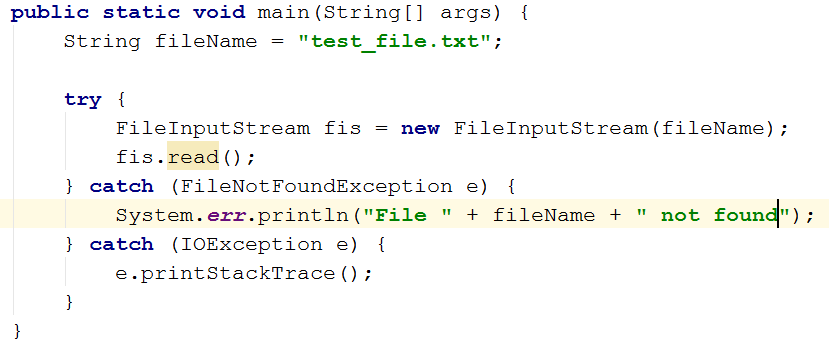 public static void main(String[] args) {
    String fileName = "test_file.txt";

    try {
        FileInputStream fis = new FileInputStream(fileName);
        fis.read();
    } catch (FileNotFoundException e) {
        System.err.println("File " + fileName + " not found");
    } catch (IOException e) {
        e.printStackTrace();
    }
}